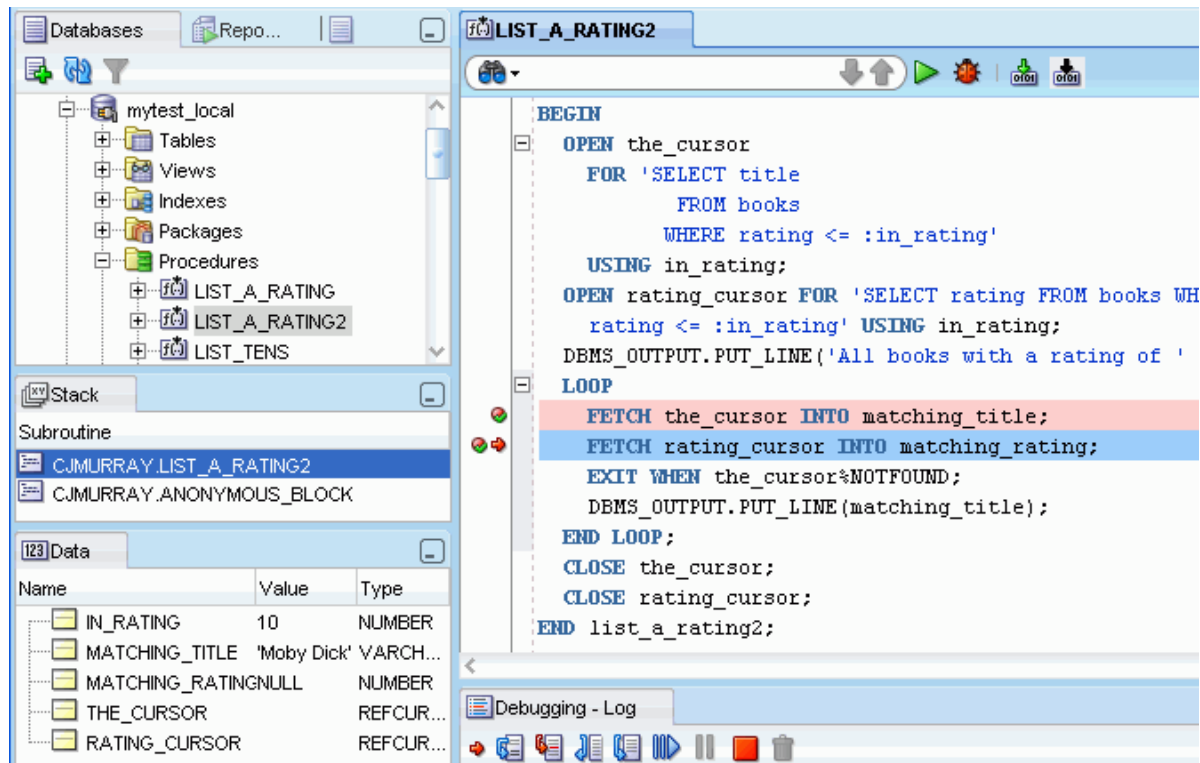 Databases
Repo...
mytest_local
Tables
Views
Indexes
Packages
Procedures
LIST_A_RATING
LIST_A_RATING2
LIST_TENS
Stack
Subroutine
CJMURRAY.LIST_A_RATING2
CJMURRAY.ANONYMOUS_BLOCK
Data
Name Value Type
IN_RATING 10 NUMBER
MATCHING_TITLE 'Moby Dick' VARCH...
MATCHING_RATING NULL NUMBER
THE_CURSOR REFCUR...
RATING_CURSOR REFCUR...
LIST_A_RATING2
BEGIN
OPEN the_cursor
FOR 'SELECT title
FROM books
WHERE rating <= :in_rating'
USING in_rating;
OPEN rating_cursor FOR 'SELECT rating FROM books WH
rating <= :in_rating' USING in_rating;
DBMS_OUTPUT.PUT_LINE('All books with a rating of '
LOOP
FETCH the_cursor INTO matching_title;
FETCH rating_cursor INTO matching_rating;
EXIT WHEN the_cursor%NOTFOUND;
DBMS_OUTPUT.PUT_LINE(matching_title);
END LOOP;
CLOSE the_cursor;
CLOSE rating_cursor;
END list_a_rating2;
Debugging - Log